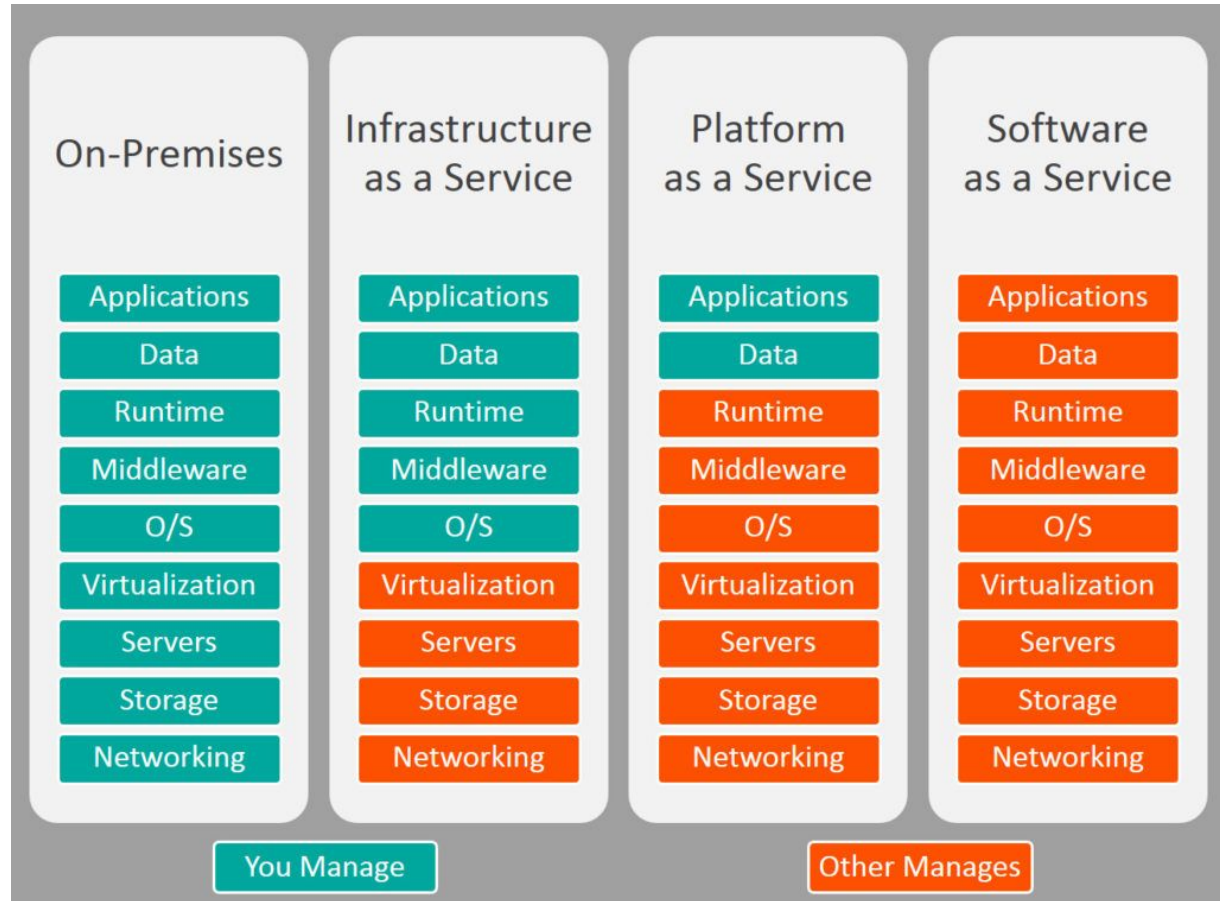 On-Premises
Infrastructure
as a Service
Platform
as a Service
Software
as a Service
Applications
Data
Runtime
Middleware
O/S
Virtualization
Servers
Storage
Networking
Applications
Data
Runtime
Middleware
O/S
Virtualization
Servers
Storage
Networking
Applications
Data
Runtime
Middleware
O/S
Virtualization
Servers
Storage
Networking
Applications
Data
Runtime
Middleware
O/S
Virtualization
Servers
Storage
Networking
You Manage
Other Manages